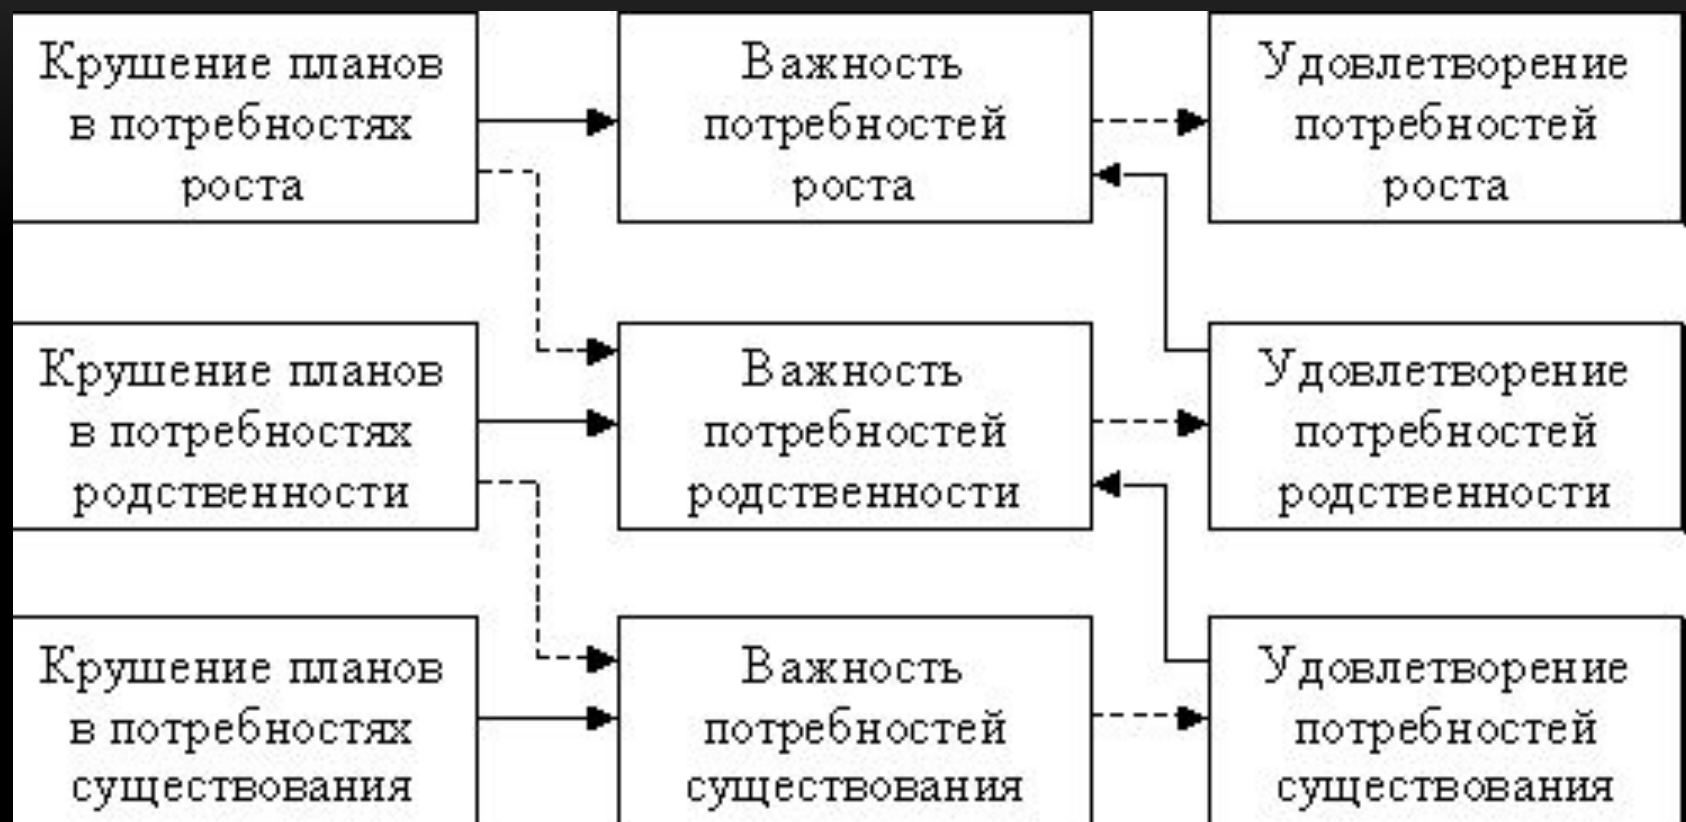 Крушение планов
в потребностях
роста
Важность
потребностей
роста
Удовлетворение
потребностей
роста
Крушение планов
в потребностях
родственности
Важность
потребностей
родственности
Удовлетворение
потребностей
родственности
Крушение планов
в потребностях
существования
Важность
потребностей
существования
Удовлетворение
потребностей
существования